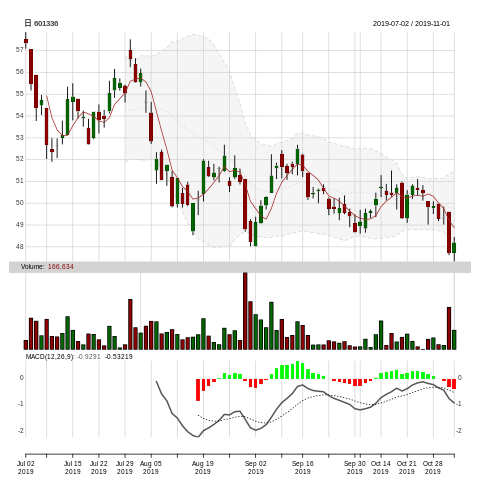 日 601336
2019-07-02 / 2019-11-01
57
56
55
54
53
52
51
50
49
48
Volume: 166,634
MACD(12,26,9): -0.9291 -0.53219
0
-1
-2
0
-1
-2
Jul 02 2019
Jul 15 2019
Jul 22 2019
Jul 29 2019
Aug 05 2019
Aug 19 2019
Sep 02 2019
Sep 16 2019
Sep 30 2019
Oct 14 2019
Oct 21 2019
Oct 28 2019